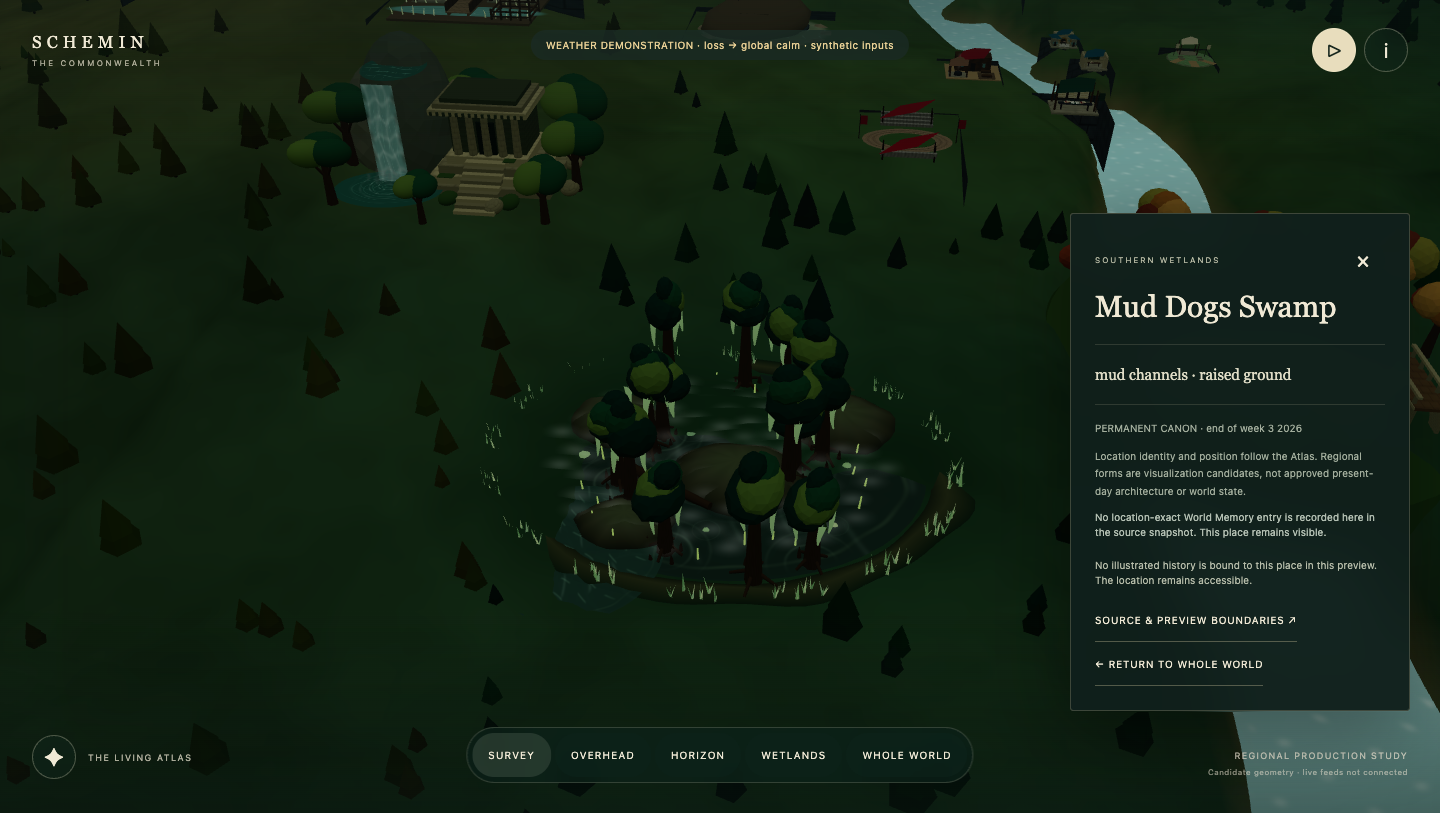 SCHEMIN
THE COMMONWEALTH
WEATHER DEMONSTRATION · loss → global calm · synthetic inputs
i
SOUTHERN WETLANDS
Mud Dogs Swamp
mud channels · raised ground
PERMANENT CANON · end of week 3 2026
Location identity and position follow the Atlas. Regional
forms are visualization candidates, not approved present-
day architecture or world state.
No location-exact World Memory entry is recorded here in
the source snapshot. This place remains visible.
No illustrated history is bound to this place in this preview.
The location remains accessible.
SOURCE & PREVIEW BOUNDARIES ↗
← RETURN TO WHOLE WORLD
THE LIVING ATLAS
SURVEY
OVERHEAD
HORIZON
WETLANDS
WHOLE WORLD
REGIONAL PRODUCTION STUDY
Candidate geometry · live feeds not connected